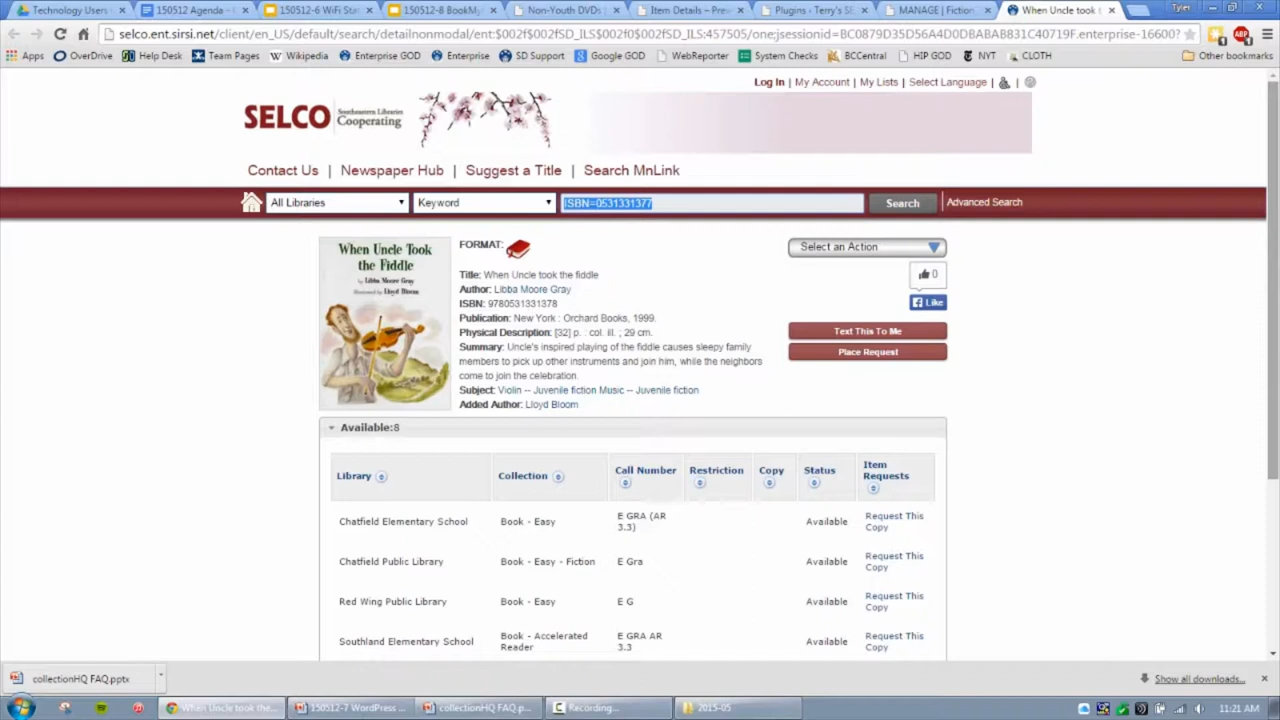 Technology Users
150512 Agenda - L
150512-6 WiFi Sta
150512-8 BookMy
Non-Youth DVDs
Item Details – Pre
Plugins ‹ Terry's S
MANAGE | Fiction
When Uncle took t
Tyler
selco.ent.sirsi.net/client/en_US/default/search/detailnonmodal/ent:$002f$002fSD_ILS$002f0$002fSD_ILS:457505/one;jsessionid=BC0879D35D56A4D0DBABAB831C40719F.enterprise-16600?
Apps OverDrive Help Desk Team Pages Wikipedia Enterprise GOD Enterprise SD Support Google GOD WebReporter System Checks BCCentral HIP GOD NYT CLOTH Other bookmarks
Log In | My Account | My Lists | Select Language | |
SELCO Southeastern Libraries Cooperating
Contact Us | Newspaper Hub | Suggest a Title | Search MnLink
All Libraries Keyword ISBN=0531331377 Search Advanced Search
When Uncle Took
the Fiddle
by Libba Moore Gray
Illustrated by Lloyd Bloom
FORMAT:
Title: When Uncle took the fiddle
Author: Libba Moore Gray
ISBN: 9780531331378
Publication: New York : Orchard Books, 1999.
Physical Description: [32] p. : col. ill. ; 29 cm.
Summary: Uncle's inspired playing of the fiddle causes sleepy family
members to pick up other instruments and join him, while the neighbors
come to join the celebration.
Subject: Violin -- Juvenile fiction Music -- Juvenile fiction
Added Author: Lloyd Bloom
Select an Action
0
Like
Text This To Me
Place Request
Available:8
Library Collection Call Number Restriction Copy Status Item Requests
Chatfield Elementary School Book - Easy E GRA (AR 3.3) Available Request This Copy
Chatfield Public Library Book - Easy - Fiction E Gra Available Request This Copy
Red Wing Public Library Book - Easy E G Available Request This Copy
Southland Elementary School Book - Accelerated Reader E GRA AR 3.3 Available Request This Copy
collectionHQ FAQ.pptx Show all downloads...
When Uncle took the... 150512-7 WordPress ... collectionHQ FAQ.p... Recording... 2015-05 11:21 AM